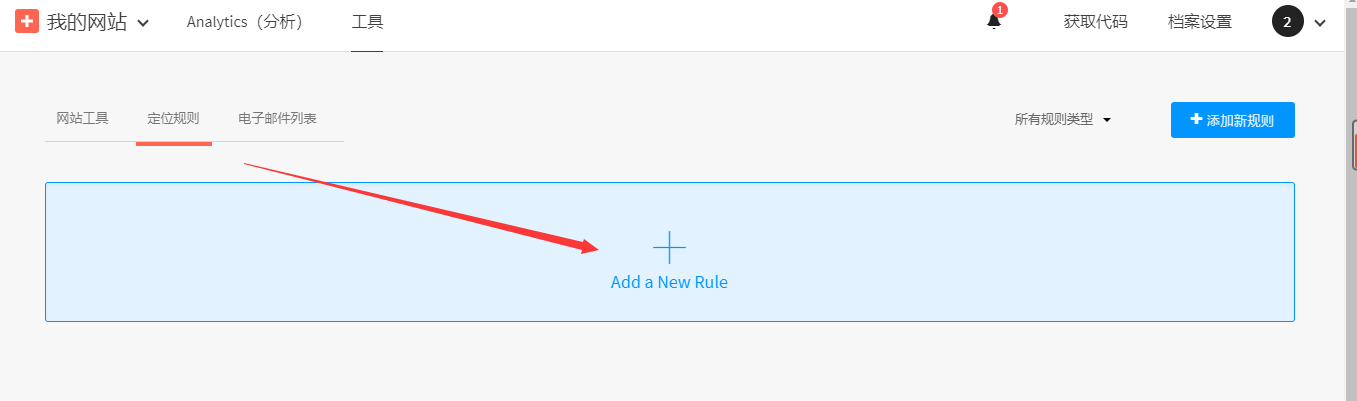 我的网站 Analytics（分析） 工具 1 获取代码 档案设置 2
网站工具 定位规则 电子邮件列表 所有规则类型 添加新规则
Add a New Rule